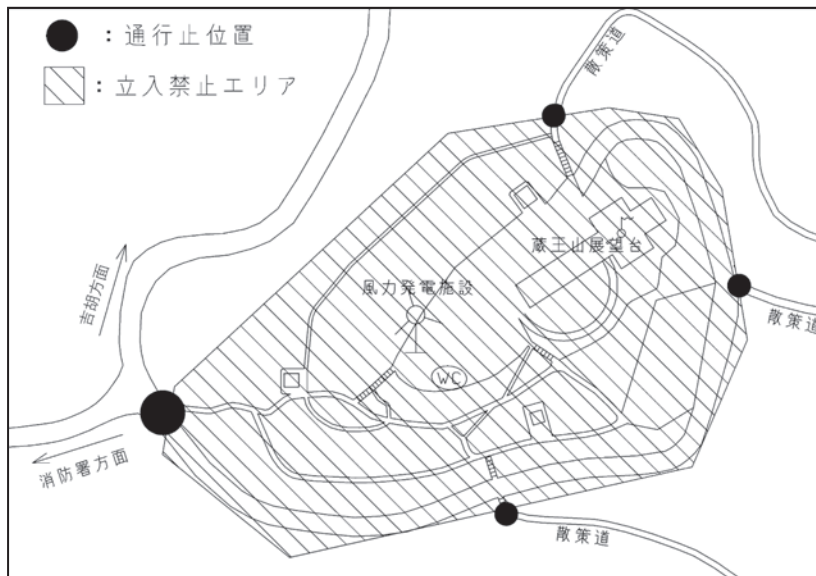 ：通行止位置
：立入禁止エリア
散策道
蔵王山展望台
風力発電施設
吉胡方面
WC
散策道
消防署方面
散策道